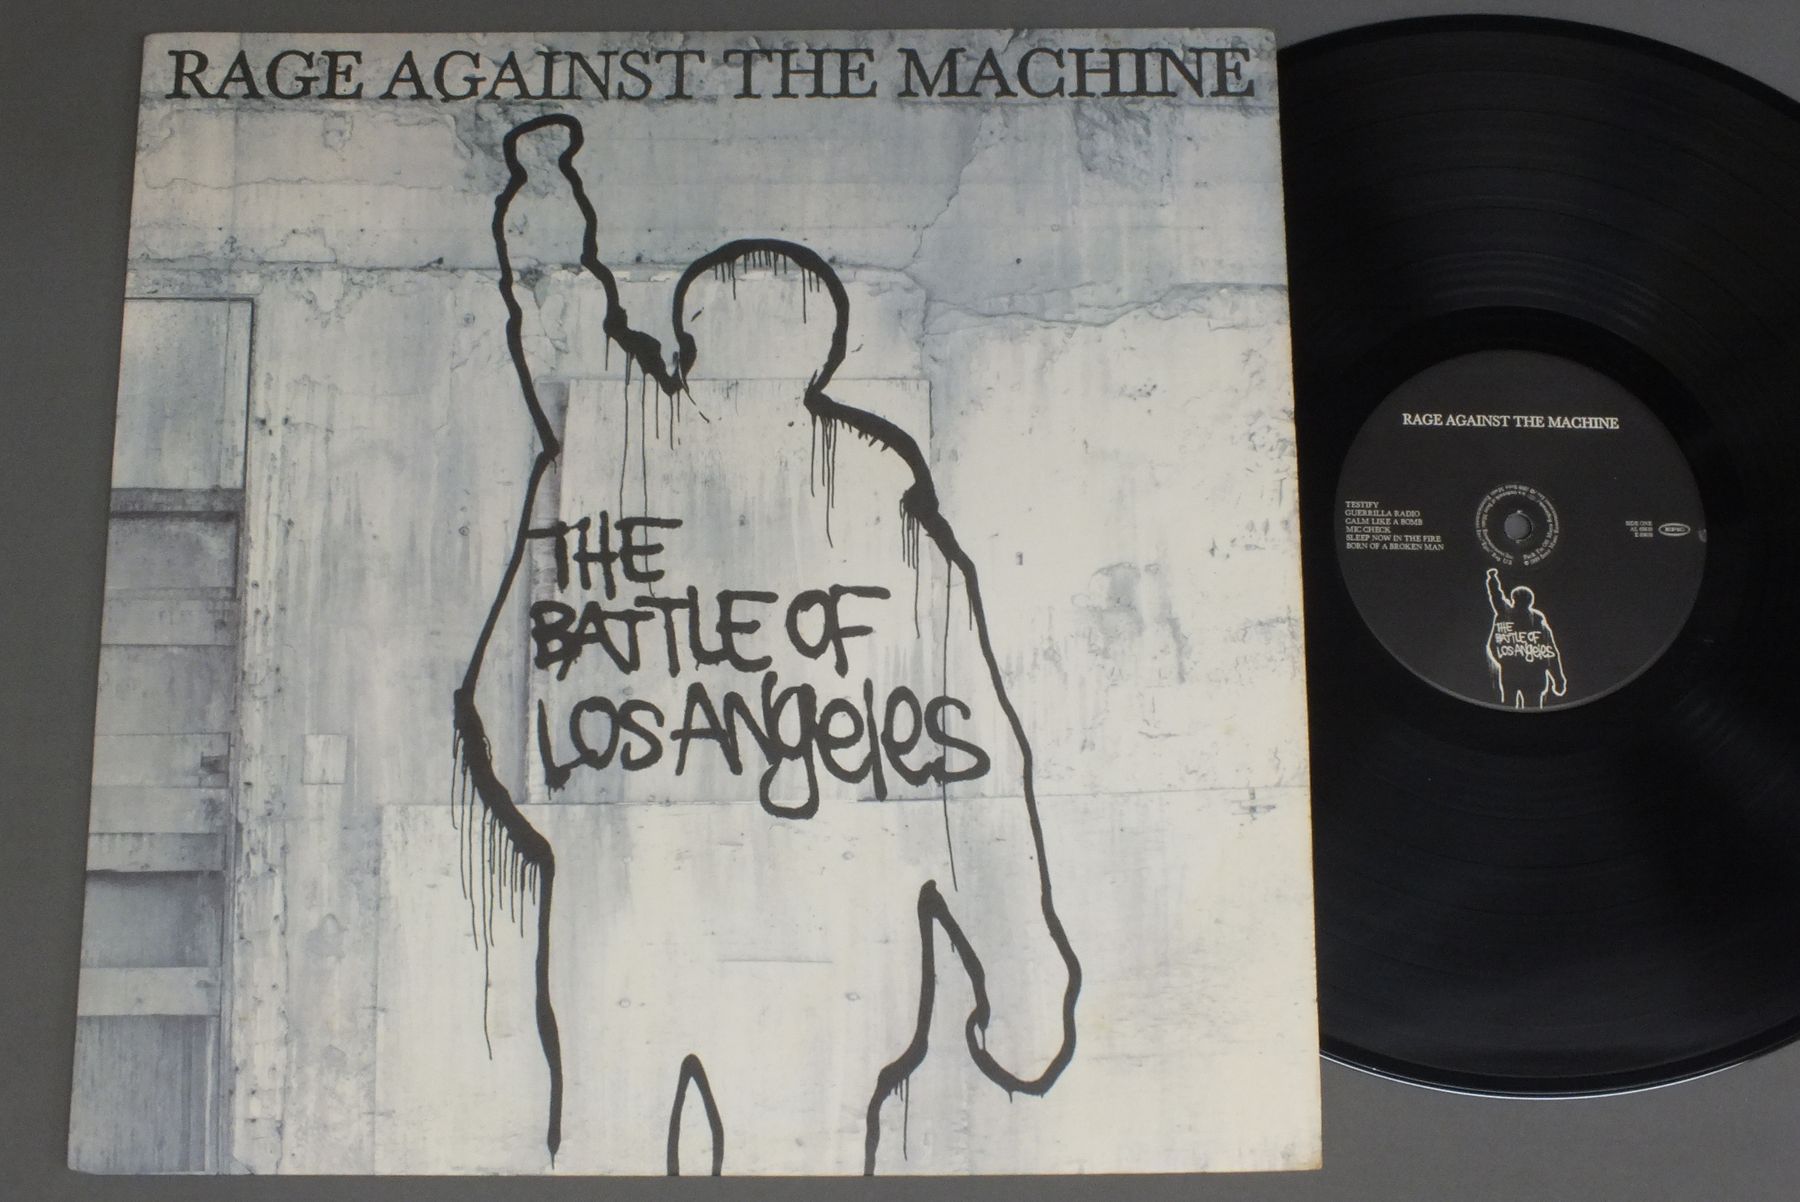 RAGE AGAINST THE MACHINE
THE
BATTLE OF
LOS ANgeles
RAGE AGAINST THE MACHINE
TESTIFY
GUERRILLA RADIO
CALM LIKE A BOMB
MIC CHECK
SLEEP NOW IN THE FIRE
BORN OF A BROKEN MAN
SIDE ONE
EPIC
THE
BATTLE OF
LOS ANgeles